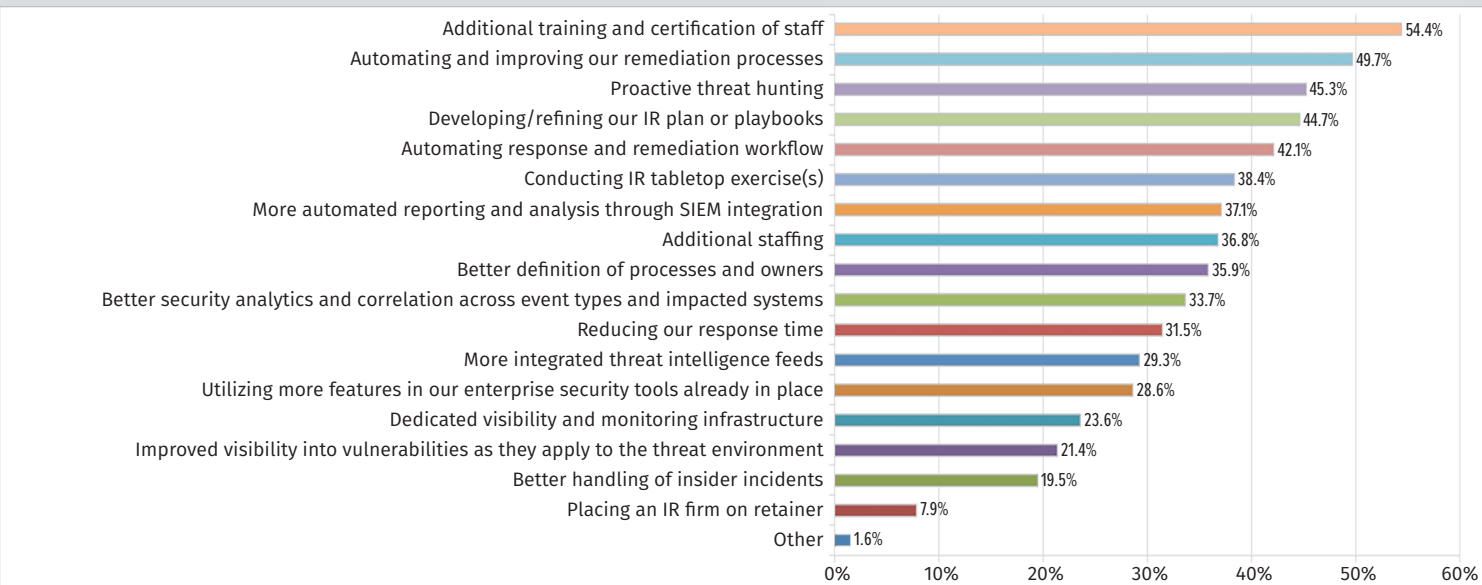 Additional training and certification of staff 54.4%
Automating and improving our remediation processes 49.7%
Proactive threat hunting 45.3%
Developing/refining our IR plan or playbooks 44.7%
Automating response and remediation workflow 42.1%
Conducting IR tabletop exercise(s) 38.4%
More automated reporting and analysis through SIEM integration 37.1%
Additional staffing 36.8%
Better definition of processes and owners 35.9%
Better security analytics and correlation across event types and impacted systems 33.7%
Reducing our response time 31.5%
More integrated threat intelligence feeds 29.3%
Utilizing more features in our enterprise security tools already in place 28.6%
Dedicated visibility and monitoring infrastructure 23.6%
Improved visibility into vulnerabilities as they apply to the threat environment 21.4%
Better handling of insider incidents 19.5%
Placing an IR firm on retainer 7.9%
Other 1.6%
0% 10% 20% 30% 40% 50% 60%